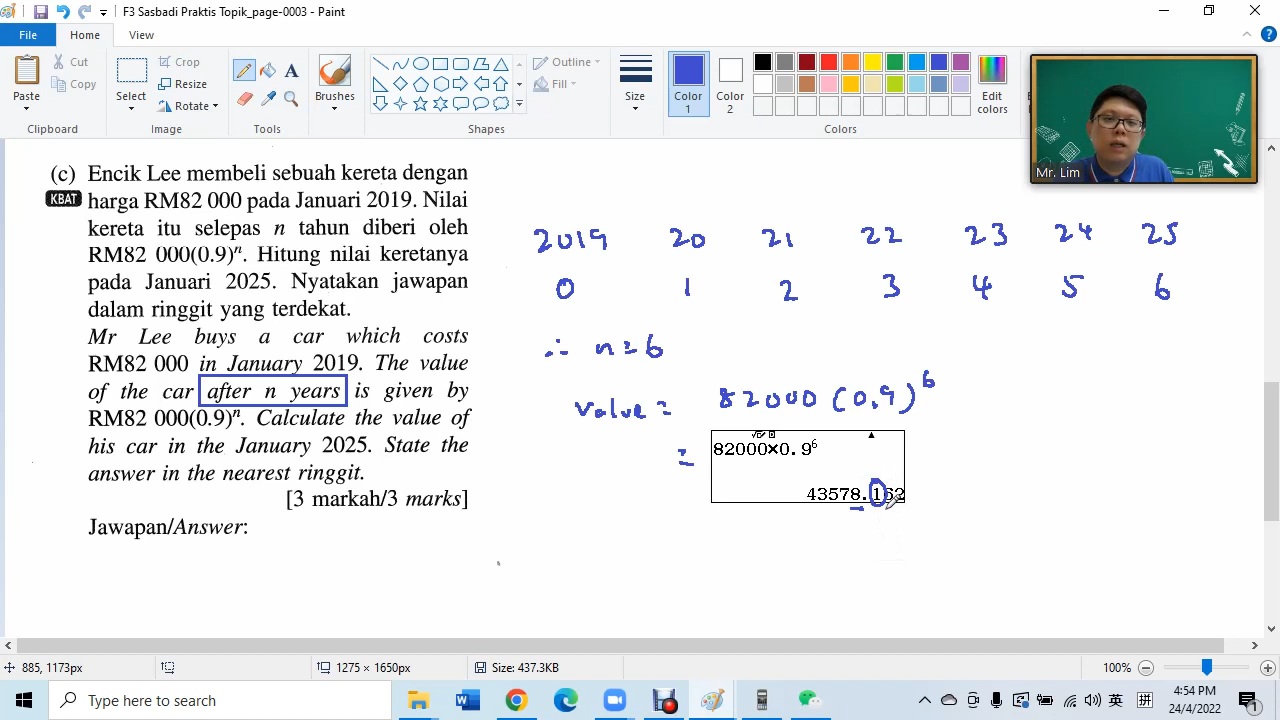 F3 Sasbadi Praktis Topik_page-0003 - Paint
File Home View
Paste
Cut
Copy
Clipboard
Select
Crop
Resize
Rotate
Image
Tools
Brushes
Shapes
Outline
Fill
Size
Color 1
Color 2
Edit colors
Colors
Mr. Lim
(c) Encik Lee membeli sebuah kereta dengan
KBAT harga RM82 000 pada Januari 2019. Nilai
kereta itu selepas n tahun diberi oleh
RM82 000(0.9)ⁿ. Hitung nilai keretanya
pada Januari 2025. Nyatakan jawapan
dalam ringgit yang terdekat.
Mr Lee buys a car which costs
RM82 000 in January 2019. The value
of the car after n years is given by
RM82 000(0.9)ⁿ. Calculate the value of
his car in the January 2025. State the
answer in the nearest ringgit.
[3 markah/3 marks]
Jawapan/Answer:
2019 20 21 22 23 24 25
0 1 2 3 4 5 6
∴ n=6
value = 82000 (0.9)⁶
=
82000×0.9⁶
43578.162
885, 1173px
1275 × 1650px
Size: 437.3KB
100%
Type here to search
英
拼
4:54 PM
24/4/2022
1